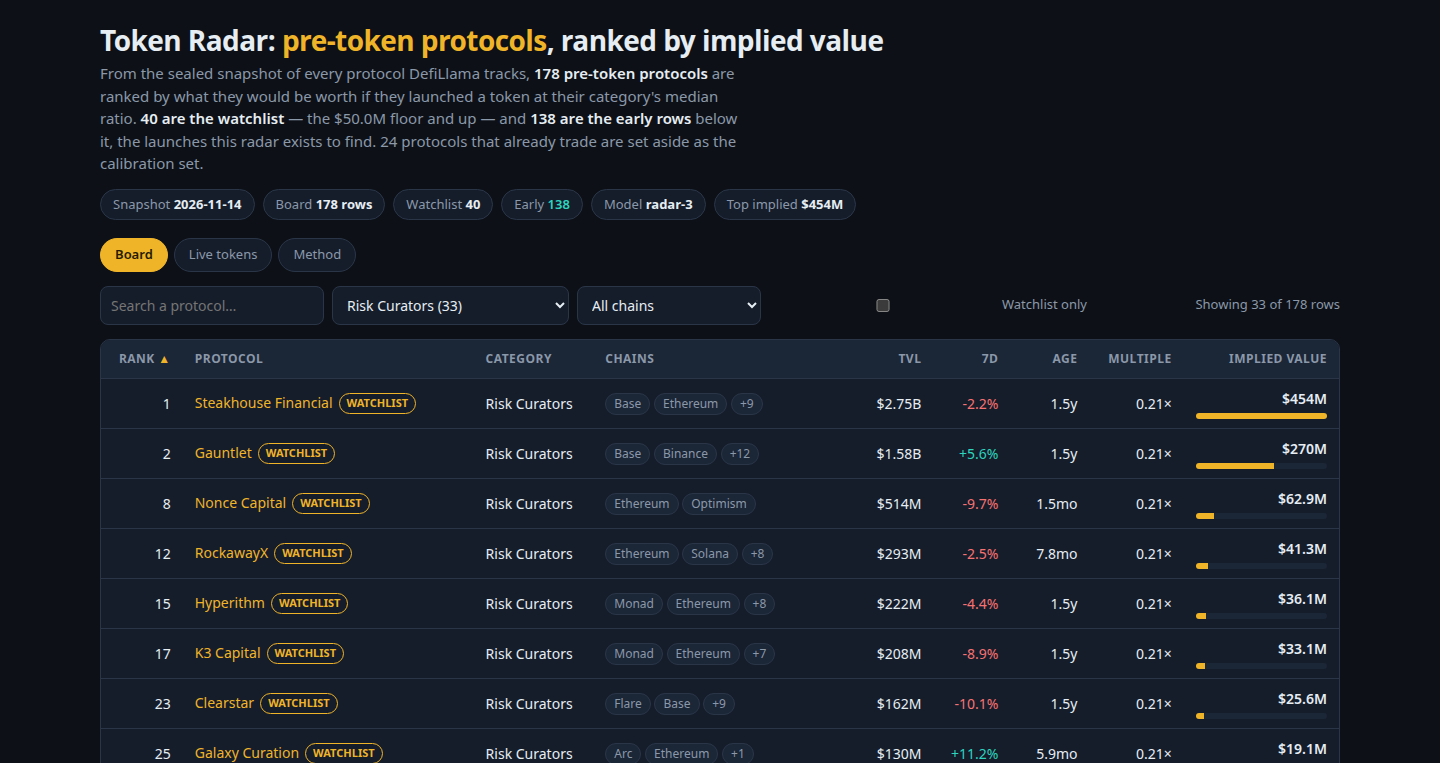 Token Radar: pre-token protocols, ranked by implied value
From the sealed snapshot of every protocol DefiLlama tracks, 178 pre-token protocols are
ranked by what they would be worth if they launched a token at their category's median
ratio. 40 are the watchlist — the $50.0M floor and up — and 138 are the early rows below
it, the launches this radar exists to find. 24 protocols that already trade are set aside as the
calibration set.
Snapshot 2026-11-14 Board 178 rows Watchlist 40 Early 138 Model radar-3 Top implied $454M
Board Live tokens Method
Search a protocol... Risk Curators (33) All chains Watchlist only Showing 33 of 178 rows
RANK ▲ PROTOCOL CATEGORY CHAINS TVL 7D AGE MULTIPLE IMPLIED VALUE
1 Steakhouse Financial WATCHLIST Risk Curators Base Ethereum +9 $2.75B -2.2% 1.5y 0.21× $454M
2 Gauntlet WATCHLIST Risk Curators Base Binance +12 $1.58B +5.6% 1.5y 0.21× $270M
8 Nonce Capital WATCHLIST Risk Curators Ethereum Optimism $514M -9.7% 1.5mo 0.21× $62.9M
12 RockawayX WATCHLIST Risk Curators Ethereum Solana +8 $293M -2.5% 7.8mo 0.21× $41.3M
15 Hyperithm WATCHLIST Risk Curators Monad Ethereum +8 $222M -4.4% 1.5y 0.21× $36.1M
17 K3 Capital WATCHLIST Risk Curators Monad Ethereum +7 $208M -8.9% 1.5y 0.21× $33.1M
23 Clearstar WATCHLIST Risk Curators Flare Base +9 $162M -10.1% 1.5y 0.21× $25.6M
25 Galaxy Curation WATCHLIST Risk Curators Arc Ethereum +1 $130M +11.2% 5.9mo 0.21× $19.1M